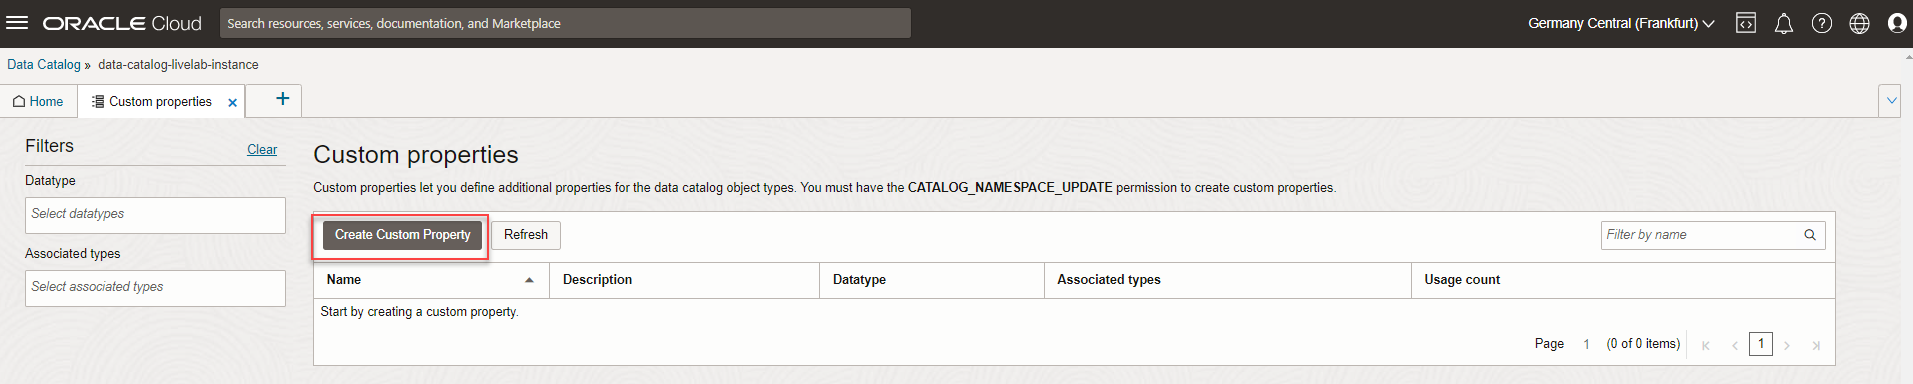 ORACLE Cloud
Search resources, services, documentation, and Marketplace
Germany Central (Frankfurt)
Data Catalog » data-catalog-livelab-instance
Home
Custom properties
Filters
Clear
Datatype
Select datatypes
Associated types
Select associated types
Custom properties
Custom properties let you define additional properties for the data catalog object types. You must have the CATALOG_NAMESPACE_UPDATE permission to create custom properties.
Create Custom Property
Refresh
Filter by name
Name Description Datatype Associated types Usage count
Start by creating a custom property.
Page 1 (0 of 0 items) 1